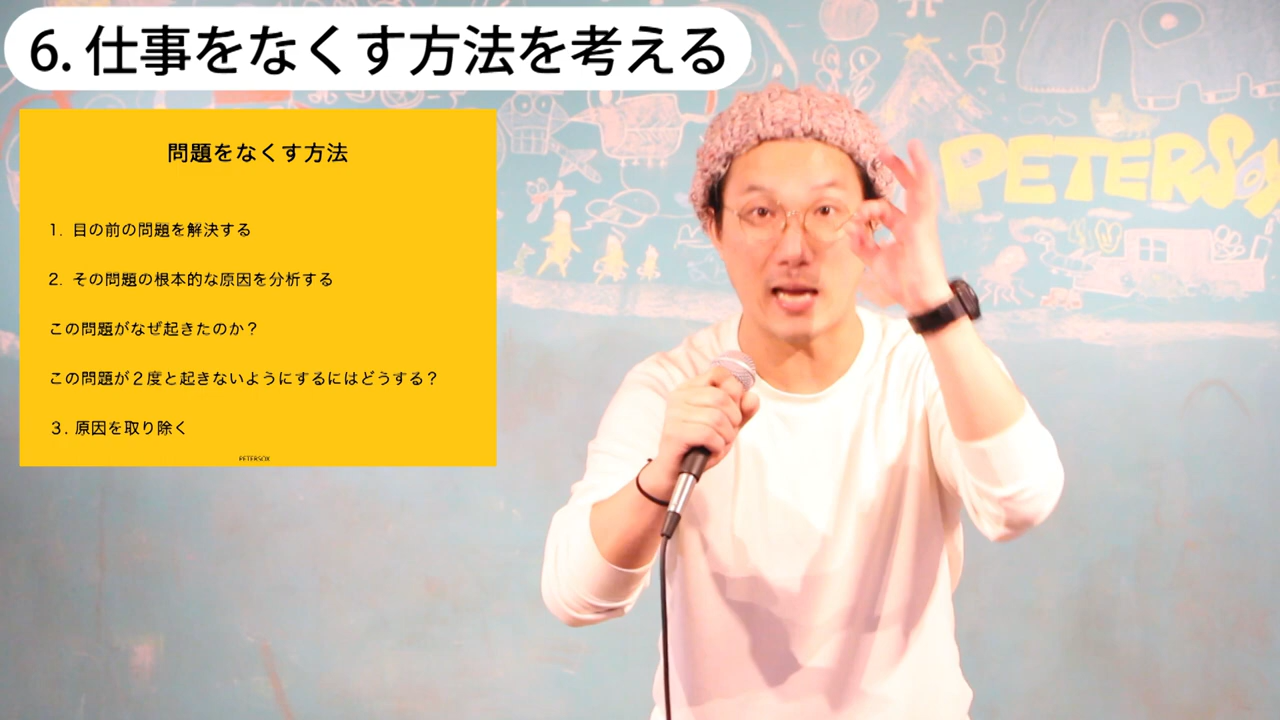 6. 仕事をなくす方法を考える
問題をなくす方法
1. 目の前の問題を解決する
2. その問題の根本的な原因を分析する
この問題がなぜ起きたのか？
この問題が２度と起きないようにするにはどうする？
３. 原因を取り除く
PETERSOX
PETERSOX